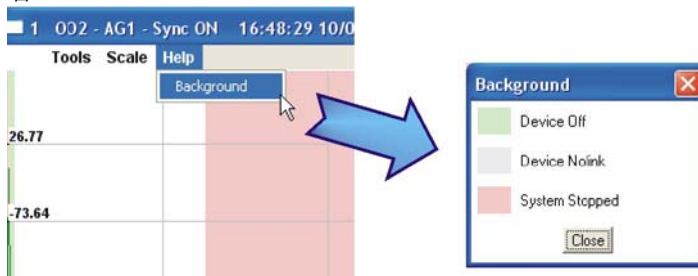 1 OD2 - AG1 - Sync ON 16:48:29 10/0
Tools Scale Help
Background
26.77
-73.64
Background
Device Off
Device Nolink
System Stopped
Close